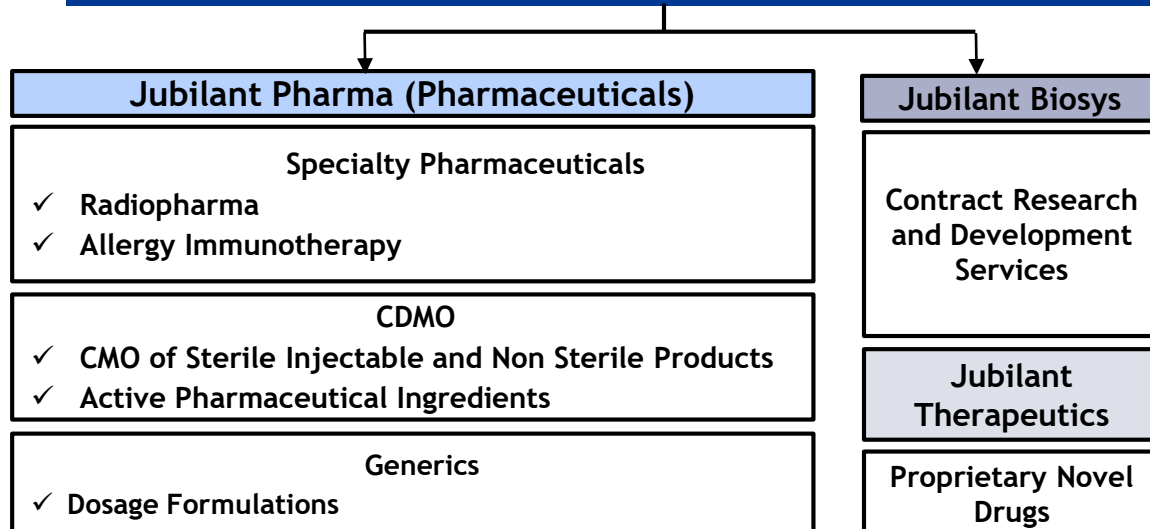 Jubilant Pharma (Pharmaceuticals)
Specialty Pharmaceuticals
✓ Radiopharma
✓ Allergy Immunotherapy
CDMO
✓ CMO of Sterile Injectable and Non Sterile Products
✓ Active Pharmaceutical Ingredients
Generics
✓ Dosage Formulations
Jubilant Biosys
Contract Research
and Development
Services
Jubilant
Therapeutics
Proprietary Novel
Drugs